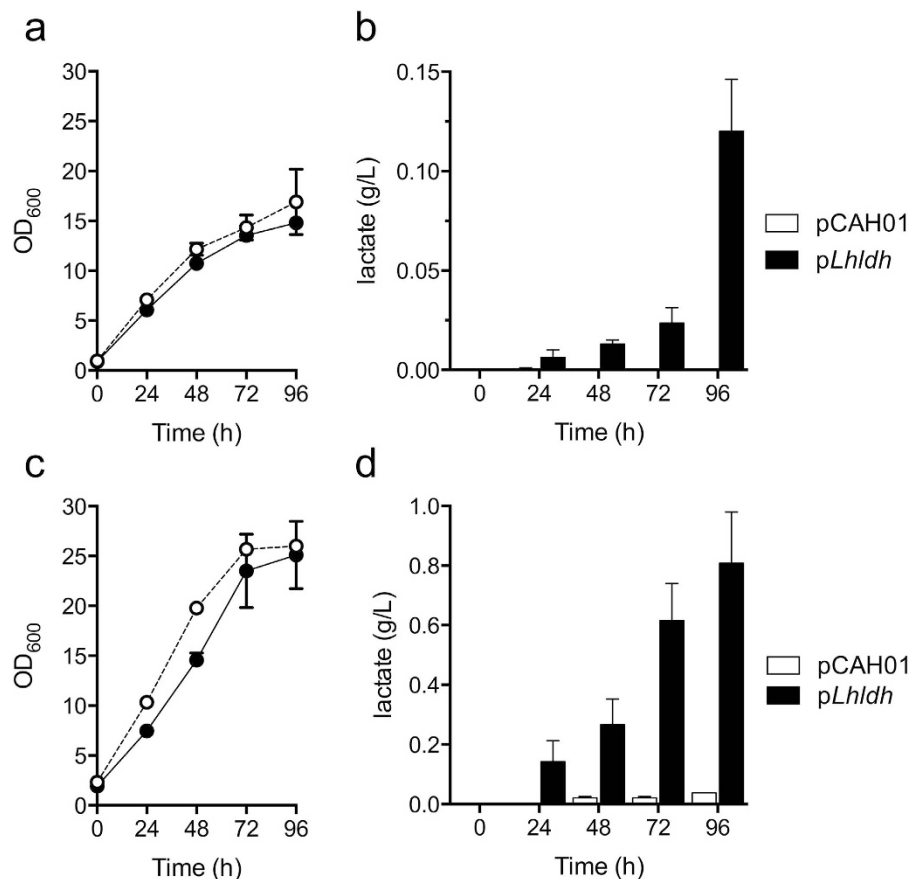 a
30
25
20
15
10
5
0
OD600
0 24 48 72 96
Time (h)
b
0.15
0.10
0.05
0.00
lactate (g/L)
0 24 48 72 96
Time (h)
pCAH01
pLhldh
c
30
25
20
15
10
5
0
OD600
0 24 48 72 96
Time (h)
d
1.0
0.8
0.6
0.4
0.2
0.0
lactate (g/L)
0 24 48 72 96
Time (h)
pCAH01
pLhldh